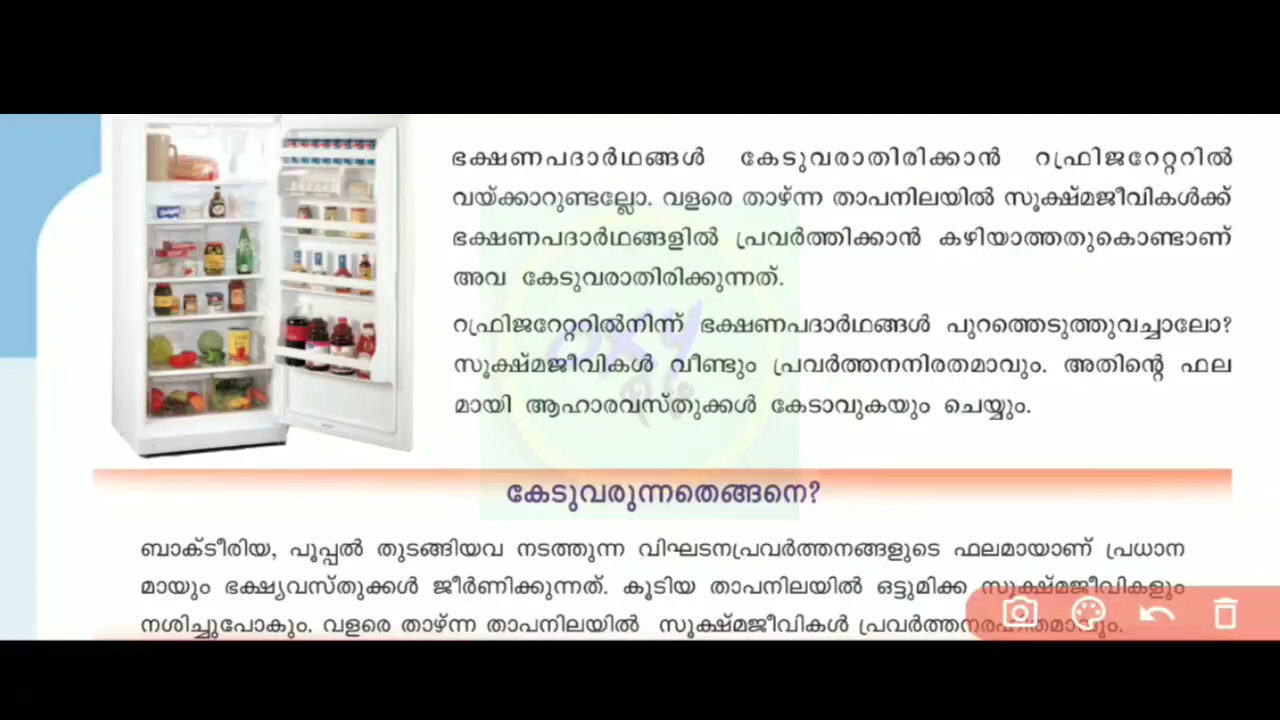 ഭക്ഷണപദാർഥങ്ങൾ കേടുവരാതിരിക്കാൻ റഫ്രിജറേറ്ററിൽ
വയ്ക്കാറുണ്ടല്ലോ. വളരെ താഴ്ന്ന താപനിലയിൽ സൂക്ഷ്മജീവികൾക്ക്
ഭക്ഷണപദാർഥങ്ങളിൽ പ്രവർത്തിക്കാൻ കഴിയാത്തതുകൊണ്ടാണ്
അവ കേടുവരാതിരിക്കുന്നത്.
റഫ്രിജറേറ്ററിൽനിന്ന് ഭക്ഷണപദാർഥങ്ങൾ പുറത്തെടുത്തുവച്ചാലോ?
സൂക്ഷ്മജീവികൾ വീണ്ടും പ്രവർത്തനനിരതമാവും. അതിന്റെ ഫല
മായി ആഹാരവസ്തുക്കൾ കേടാവുകയും ചെയ്യും.
കേടുവരുന്നതെങ്ങനെ?
ബാക്ടീരിയ, പൂപ്പൽ തുടങ്ങിയവ നടത്തുന്ന വിഘടനപ്രവർത്തനങ്ങളുടെ ഫലമായാണ് പ്രധാന
മായും ഭക്ഷ്യവസ്തുക്കൾ ജീർണിക്കുന്നത്. കൂടിയ താപനിലയിൽ ഒട്ടുമിക്ക സൂക്ഷ്മജീവികളും
നശിച്ചുപോകും. വളരെ താഴ്ന്ന താപനിലയിൽ സൂക്ഷ്മജീവികൾ പ്രവർത്തനരഹിതമാവും.